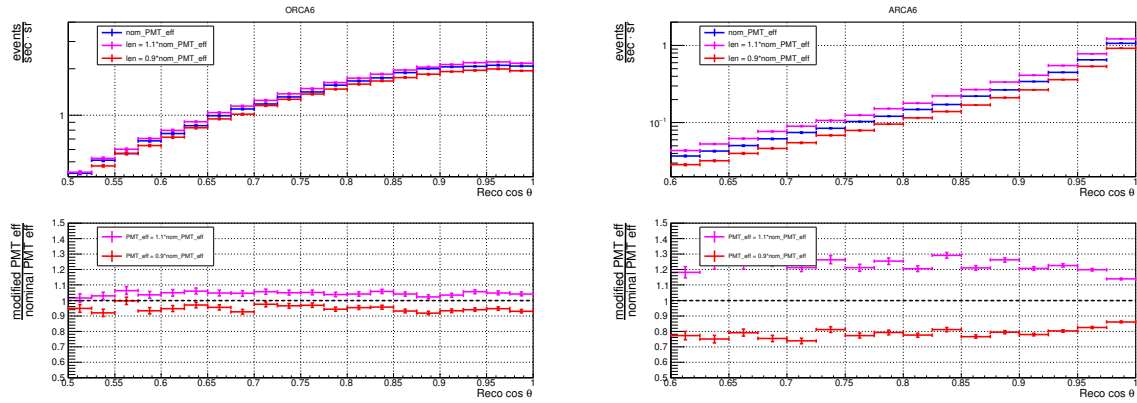 ORCA6
events
sec · sr
nom_PMT_eff
len = 1.1*nom_PMT_eff
len = 0.9*nom_PMT_eff
1
0.5 0.55 0.6 0.65 0.7 0.75 0.8 0.85 0.9 0.95 1
Reco cos θ
modified PMT eff
nominal PMT eff
PMT_eff = 1.1*nom_PMT_eff
PMT_eff = 0.9*nom_PMT_eff
1.5
1.4
1.3
1.2
1.1
1
0.9
0.8
0.7
0.6
0.5
0.5 0.55 0.6 0.65 0.7 0.75 0.8 0.85 0.9 0.95 1
Reco cos θ
ARCA6
events
sec · sr
nom_PMT_eff
len = 1.1*nom_PMT_eff
len = 0.9*nom_PMT_eff
1
10⁻¹
0.6 0.65 0.7 0.75 0.8 0.85 0.9 0.95 1
Reco cos θ
modified PMT eff
nominal PMT eff
PMT_eff = 1.1*nom_PMT_eff
PMT_eff = 0.9*nom_PMT_eff
1.5
1.4
1.3
1.2
1.1
1
0.9
0.8
0.7
0.6
0.5
0.6 0.65 0.7 0.75 0.8 0.85 0.9 0.95 1
Reco cos θ